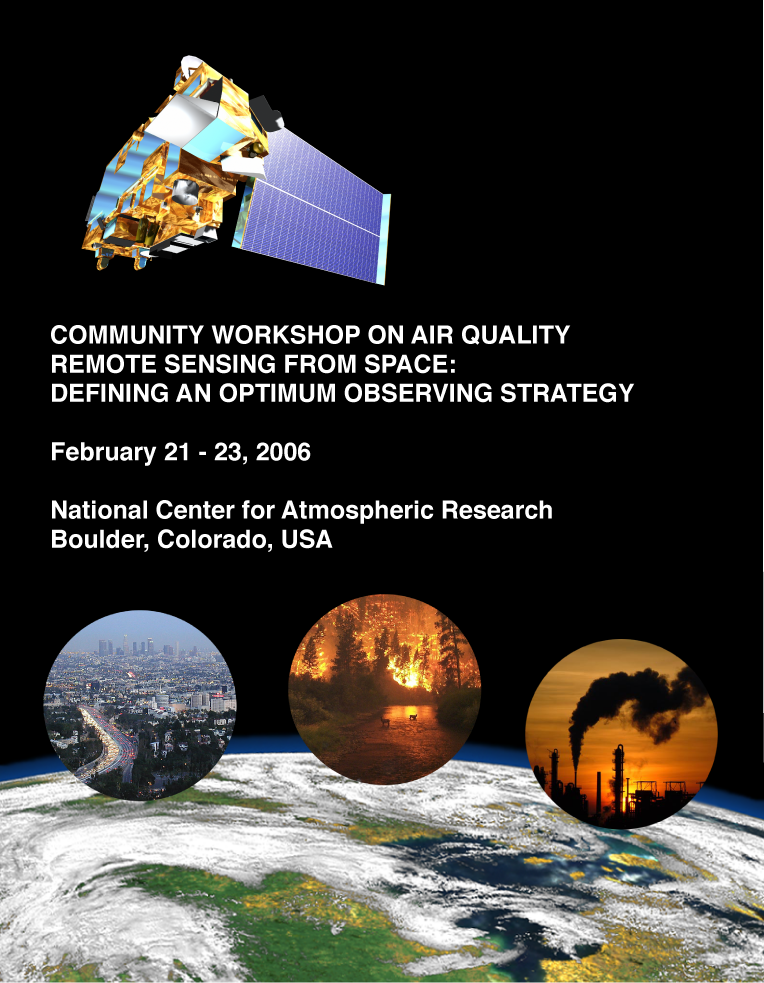 COMMUNITY WORKSHOP ON AIR QUALITY
REMOTE SENSING FROM SPACE:
DEFINING AN OPTIMUM OBSERVING STRATEGY
February 21 - 23, 2006
National Center for Atmospheric Research
Boulder, Colorado, USA